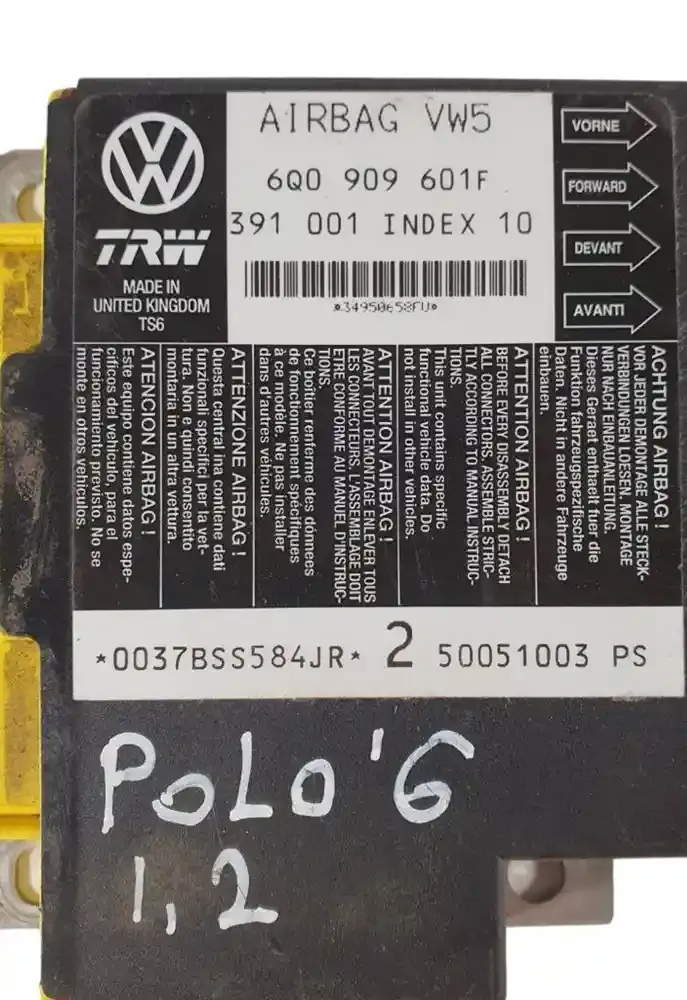 AIRBAG VW5
6Q0 909 601F
391 001 INDEX 10
*34950658FU*
TRW
MADE IN
UNITED KINGDOM
TS6
VORNE
FORWARD
DEVANT
AVANTI
ACHTUNG AIRBAG !
VOR JEDER DEMONTAGE ALLE STECK-
VERBINDUNGEN LOESEN. MONTAGE
NUR NACH EINBAUANLEITUNG.
Dieses Geraet enthaelt fuer die
Funktion fahrzeugspezifische
Daten. Nicht in andere Fahrzeuge
einbauen.
ATTENTION AIRBAG !
BEFORE EVERY DISASSEMBLY DETACH
ALL CONNECTORS, ASSEMBLE STRIC-
TLY ACCORDING TO MANUAL INSTRUC-
TIONS.
This unit contains specific
functional vehicle data. Do
not install in other vehicles.
ATTENTION AIRBAG !
AVANT TOUT DEMONTAGE ENLEVER TOUS
LES CONNECTEURS. L'ASSEMBLAGE DOIT
ETRE CONFORME AU MANUEL D'INSTRUC-
TIONS.
Ce boîtier renferme des données
de fonctionnement spécifiques
à ce modèle. Ne pas installer
dans d'autres véhicules.
ATTENZIONE AIRBAG !
Questa central ina contiene dati
funzionali specifici per la vet-
tura. Non e quindi consentito
montaria in un altra vettura.
ATENCION AIRBAG !
Este equipo contiene datos espe-
cíficos del vehículo, para el
funcionamiento previsto. No se
monte en otros vehículos.
*0037BSS584JR* 2 50051003 PS
POLO'6
1,2